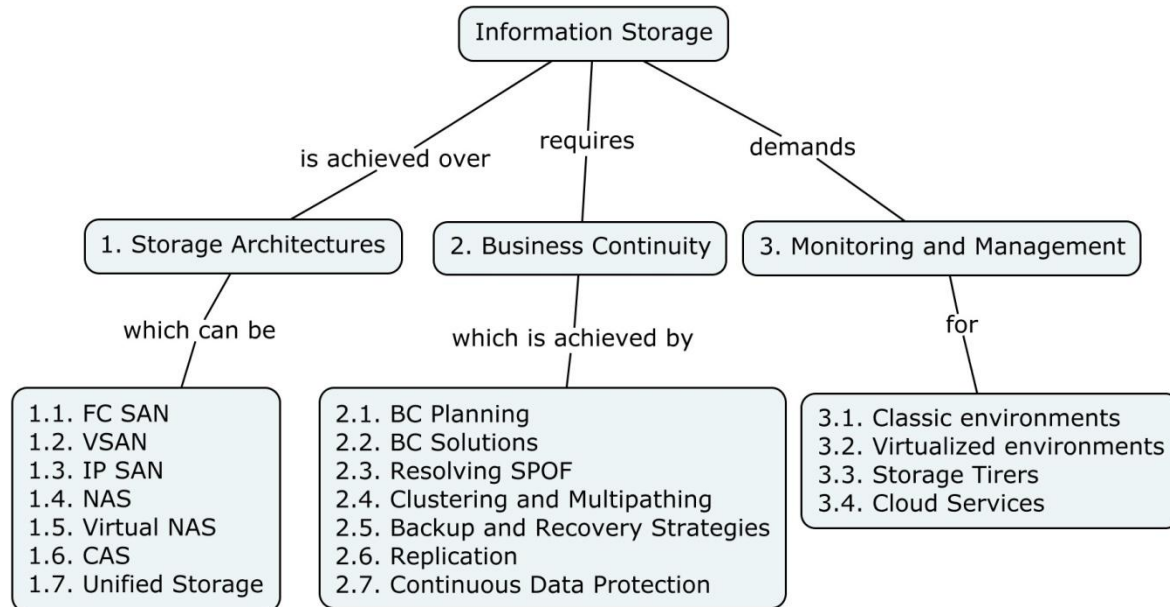 Information Storage
is achieved over
requires
demands
1. Storage Architectures
2. Business Continuity
3. Monitoring and Management
which can be
which is achieved by
for
1.1. FC SAN
1.2. VSAN
1.3. IP SAN
1.4. NAS
1.5. Virtual NAS
1.6. CAS
1.7. Unified Storage
2.1. BC Planning
2.2. BC Solutions
2.3. Resolving SPOF
2.4. Clustering and Multipathing
2.5. Backup and Recovery Strategies
2.6. Replication
2.7. Continuous Data Protection
3.1. Classic environments
3.2. Virtualized environments
3.3. Storage Tirers
3.4. Cloud Services